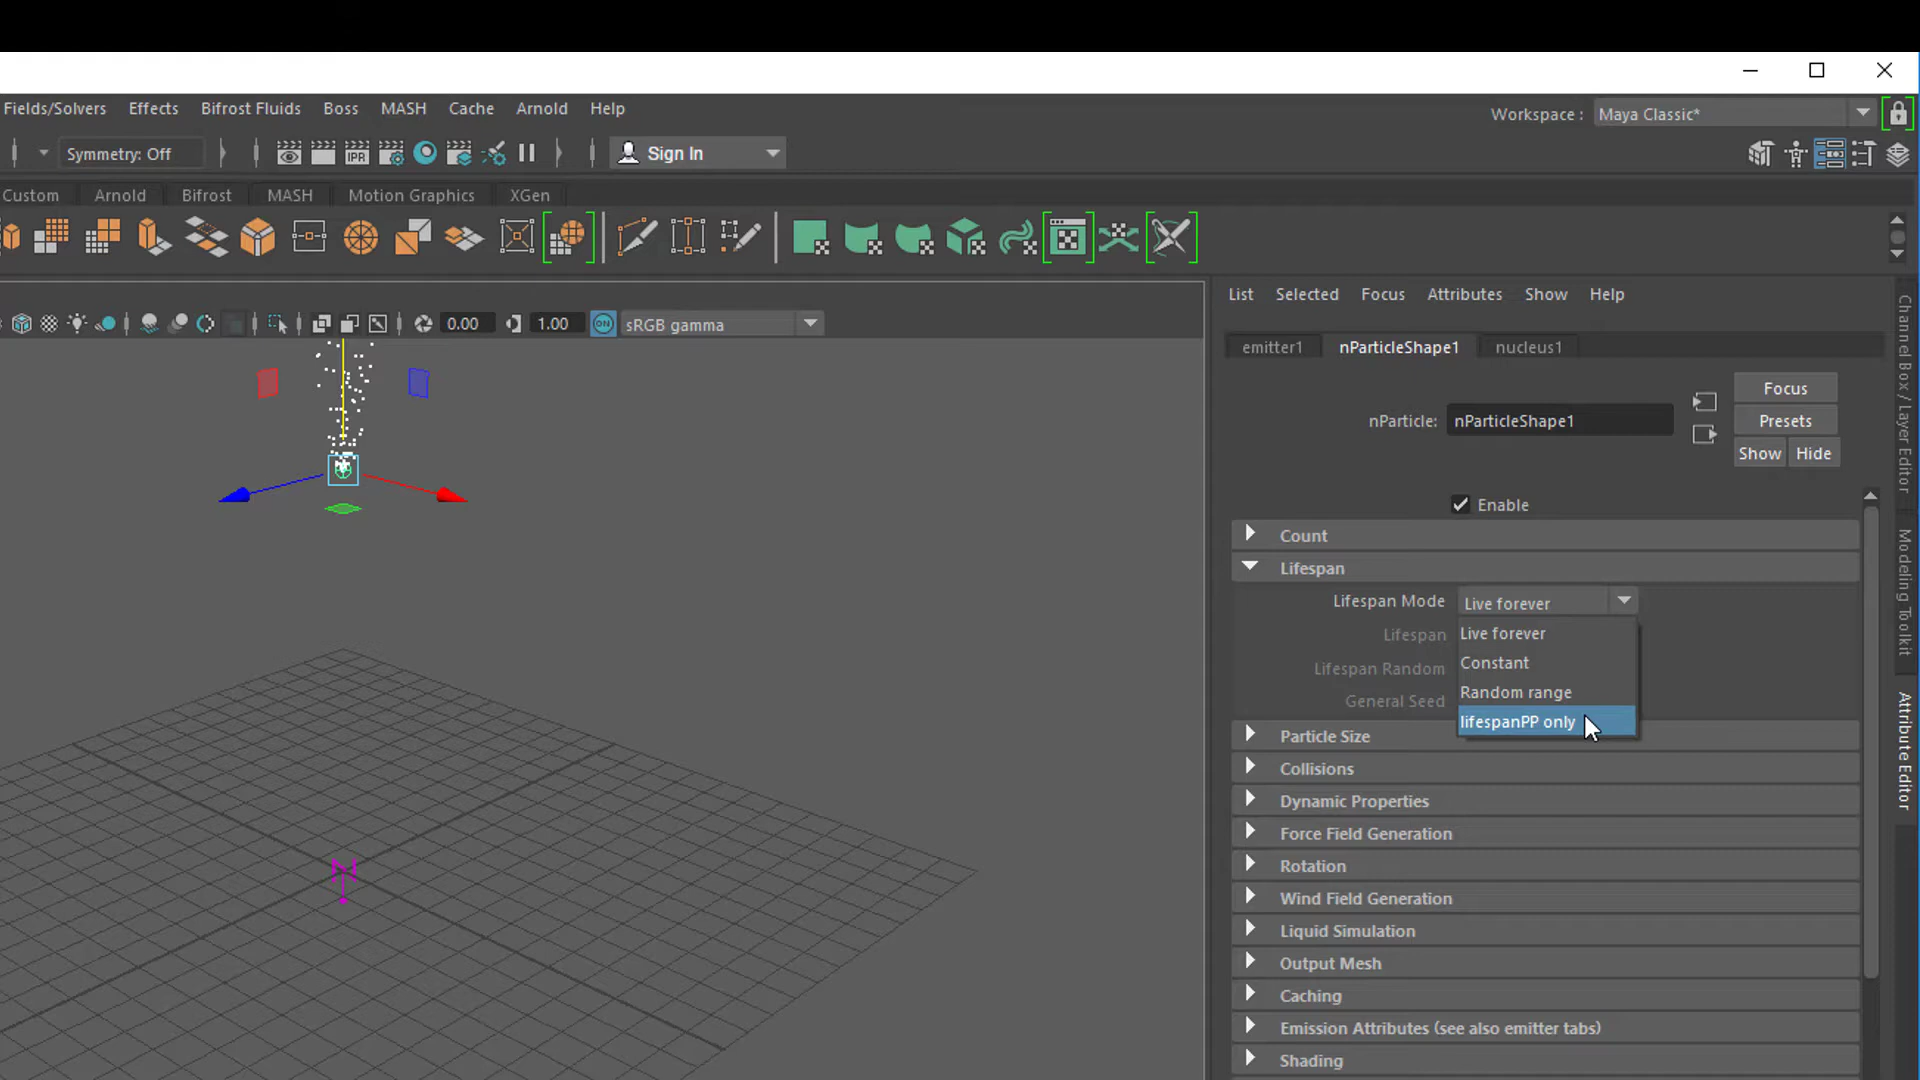 Fields/Solvers Effects Bifrost Fluids Boss MASH Cache Arnold Help
Workspace : Maya Classic*
Symmetry: Off IPR Sign In
Custom Arnold Bifrost MASH Motion Graphics XGen
List Selected Focus Attributes Show Help
0.00 1.00 ON sRGB gamma
emitter1 nParticleShape1 nucleus1
Focus
nParticle: nParticleShape1 Presets
Show Hide
Enable
Count
Lifespan
Lifespan Mode Live forever
Lifespan Live forever
Constant
Lifespan Random
Random range
General Seed
lifespanPP only
Particle Size
Collisions
Dynamic Properties
Force Field Generation
Rotation
Wind Field Generation
Liquid Simulation
Output Mesh
Caching
Emission Attributes (see also emitter tabs)
Shading
Channel Box / Layer Editor
Modeling Toolkit
Attribute Editor
N